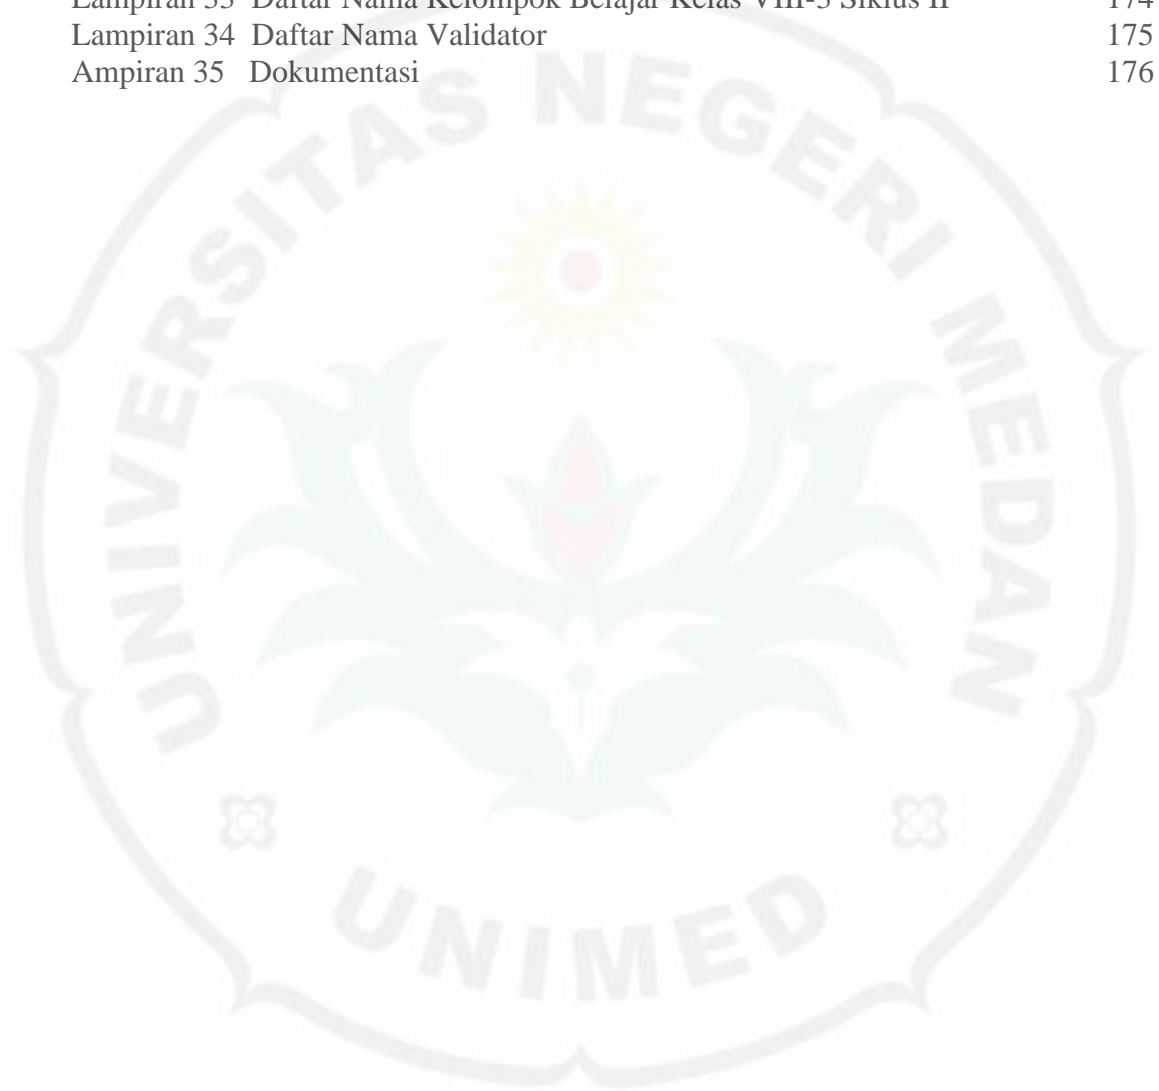 Lampiran 33 Daftar Nama Kelompok Belajar Kelas VIII-3 Siklus II 174
Lampiran 34 Daftar Nama Validator 175
Ampiran 35 Dokumentasi 176
UNIVERSITAS NEGERI MEDAN
UNIMED